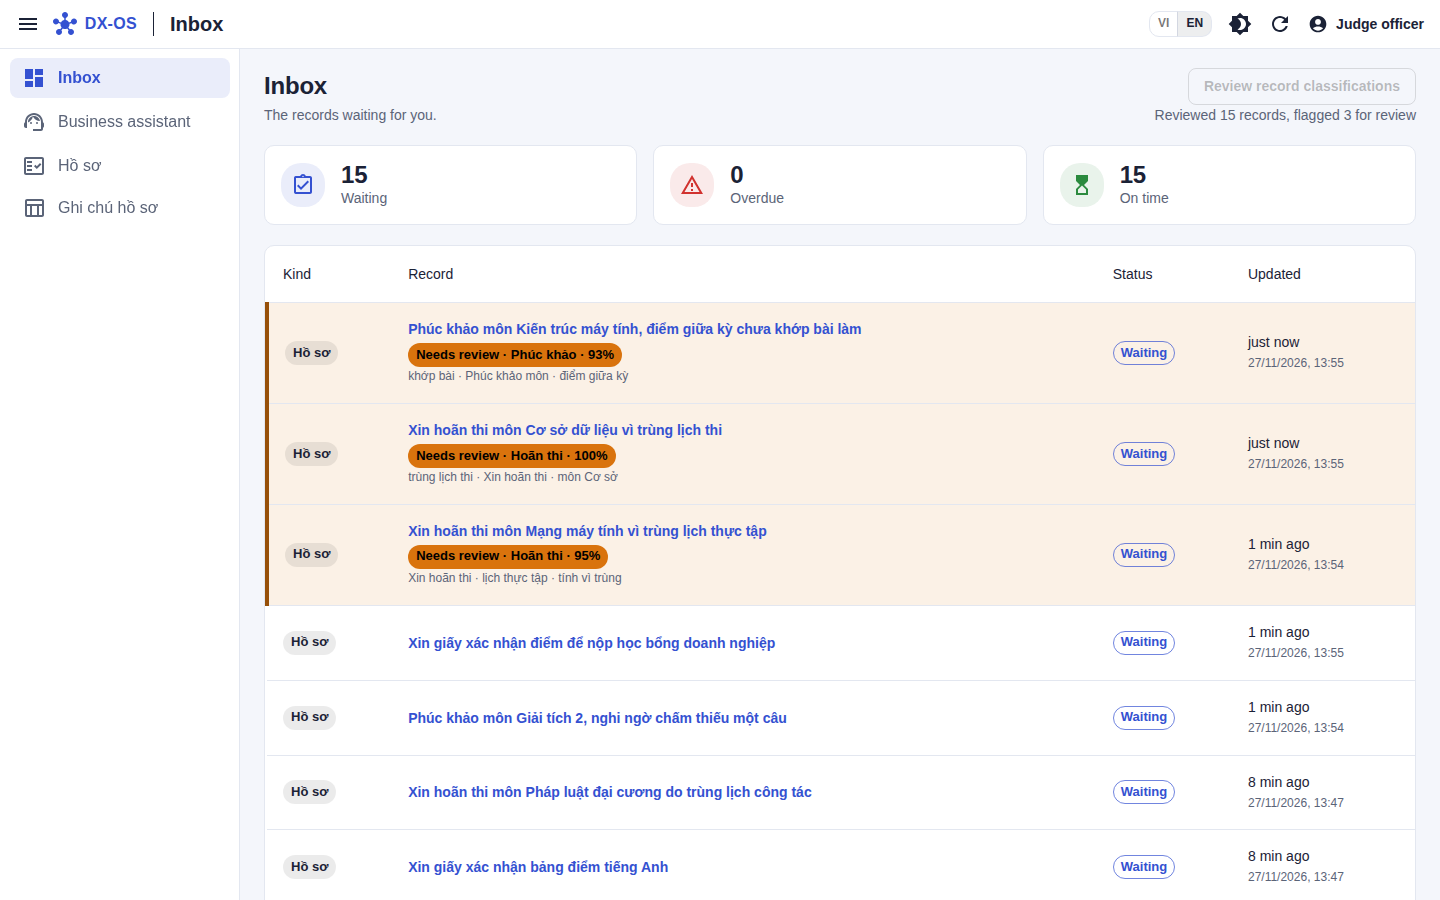 DX-OS
Inbox
VI
EN
Judge officer
Inbox
Business assistant
Hồ sơ
Ghi chú hồ sơ
Inbox
The records waiting for you.
Review record classifications
Reviewed 15 records, flagged 3 for review
15
Waiting
0
Overdue
15
On time
Kind
Record
Status
Updated
Hồ sơ
Phúc khảo môn Kiến trúc máy tính, điểm giữa kỳ chưa khớp bài làm
Needs review · Phúc khảo · 93%
khớp bài · Phúc khảo môn · điểm giữa kỳ
Waiting
just now
27/11/2026, 13:55
Hồ sơ
Xin hoãn thi môn Cơ sở dữ liệu vì trùng lịch thi
Needs review · Hoãn thi · 100%
trùng lịch thi · Xin hoãn thi · môn Cơ sở
Waiting
just now
27/11/2026, 13:55
Hồ sơ
Xin hoãn thi môn Mạng máy tính vì trùng lịch thực tập
Needs review · Hoãn thi · 95%
Xin hoãn thi · lịch thực tập · tính vì trùng
Waiting
1 min ago
27/11/2026, 13:54
Hồ sơ
Xin giấy xác nhận điểm để nộp học bổng doanh nghiệp
Waiting
1 min ago
27/11/2026, 13:55
Hồ sơ
Phúc khảo môn Giải tích 2, nghi ngờ chấm thiếu một câu
Waiting
1 min ago
27/11/2026, 13:54
Hồ sơ
Xin hoãn thi môn Pháp luật đại cương do trùng lịch công tác
Waiting
8 min ago
27/11/2026, 13:47
Hồ sơ
Xin giấy xác nhận bảng điểm tiếng Anh
Waiting
8 min ago
27/11/2026, 13:47